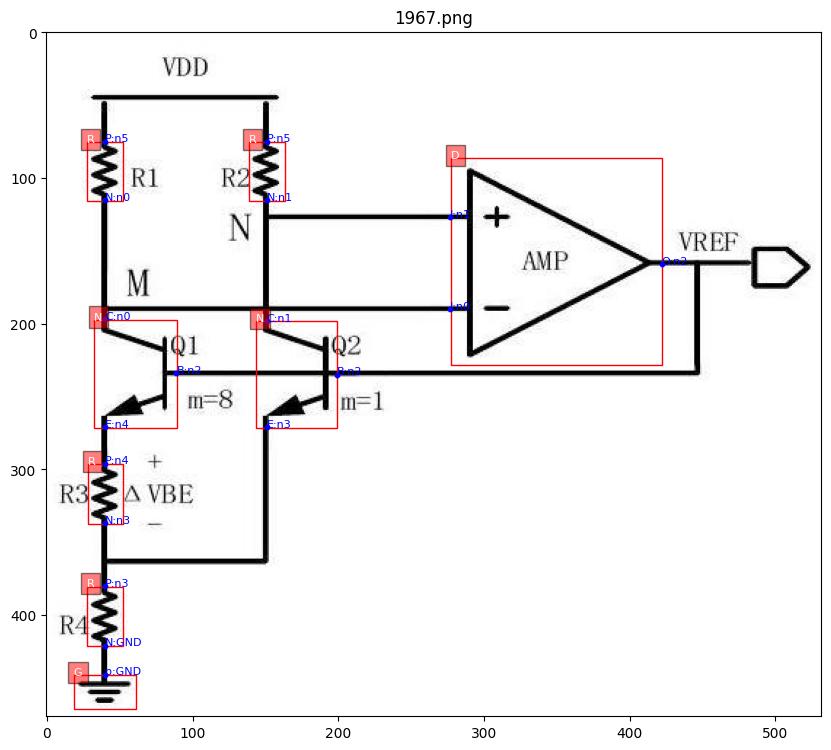 1967.png
VDD
R P:n5 R P:n5
R1 R2
N:n0 N:n1
D
n1 +
N
AMP
VREF
O:n2
M
n0 −
N C:n0 N C:n1
Q1 Q2
B:n2 B:n2
m=8 m=1
E:n4 E:n3
R P:n4
+
R3 Δ VBE
−
N:n3
R P:n3
R4
N:GND
G p:GND
0 100 200 300 400 500
0
100
200
300
400